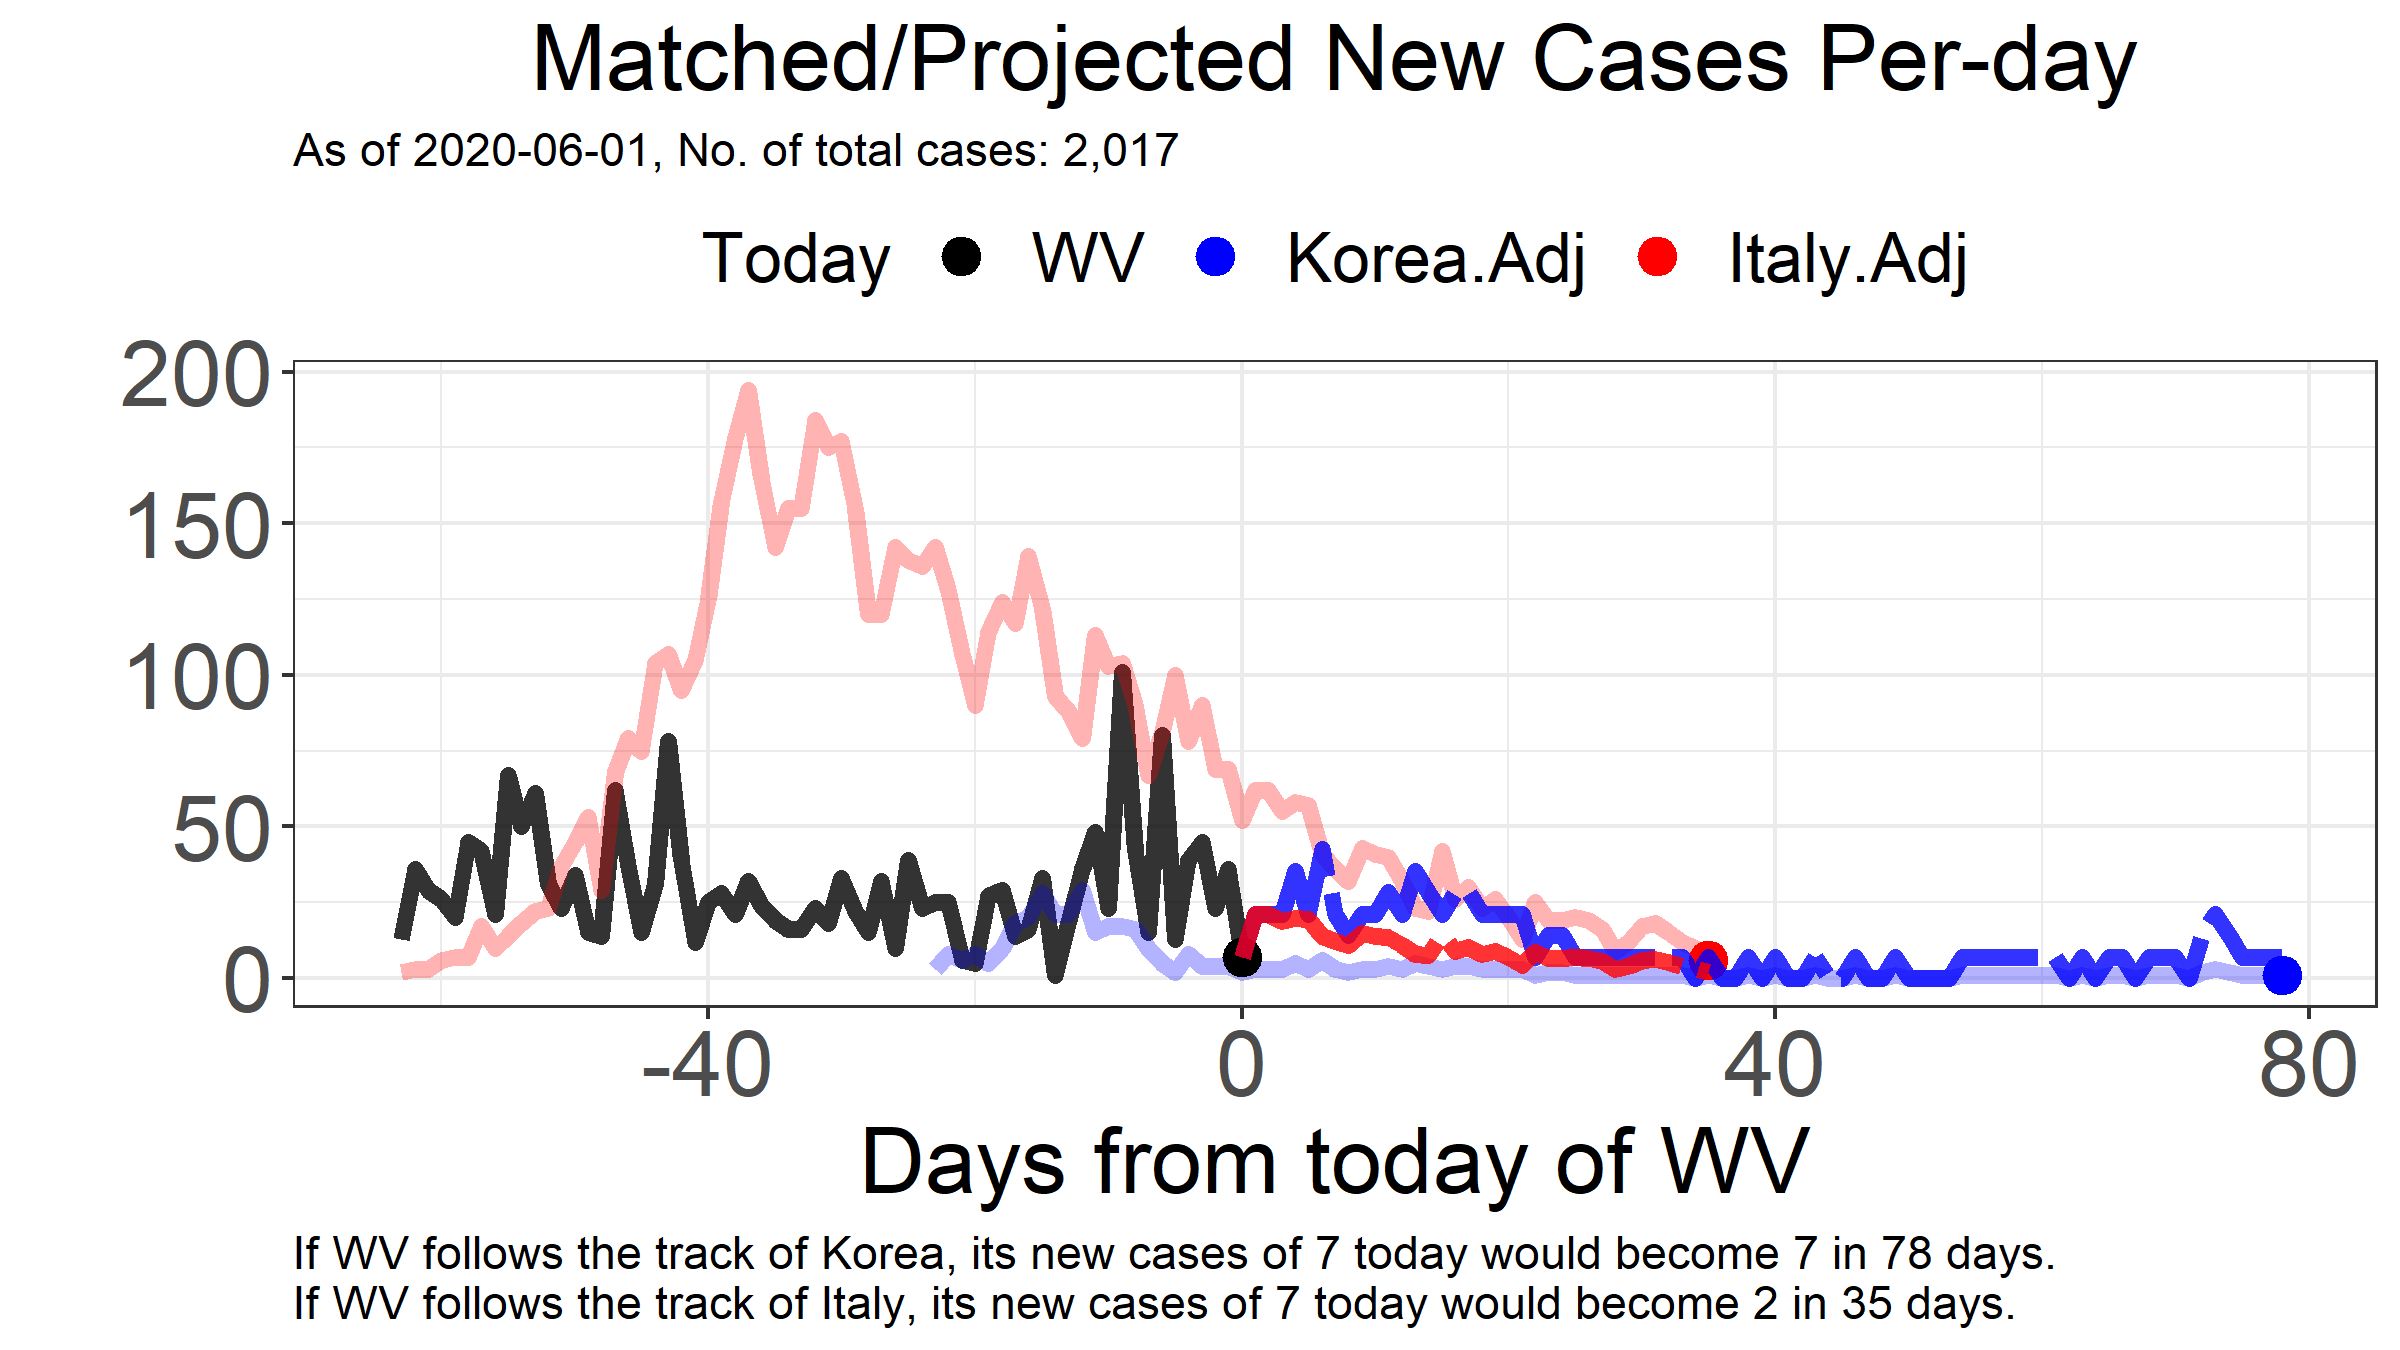 Matched/Projected New Cases Per-day
As of 2020-06-01, No. of total cases: 2,017
Today WV Korea.Adj Italy.Adj
200
150
100
50
0
-40 0 40 80
Days from today of WV
If WV follows the track of Korea, its new cases of 7 today would become 7 in 78 days.
If WV follows the track of Italy, its new cases of 7 today would become 2 in 35 days.